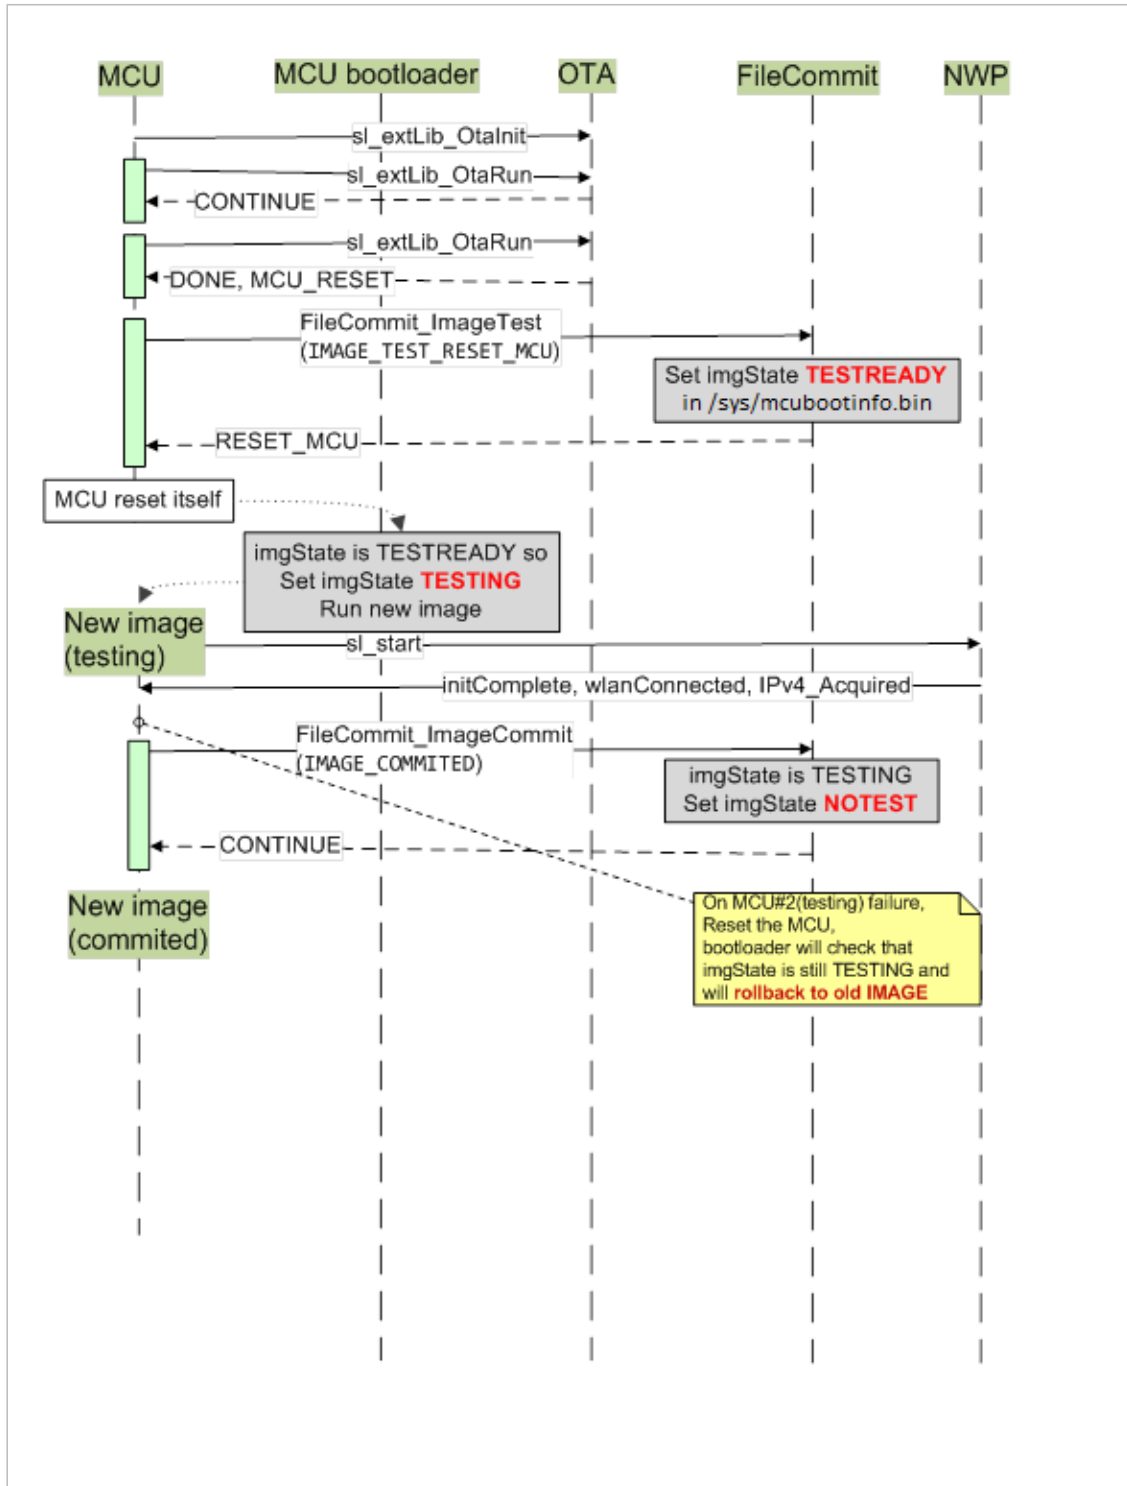 MCU
MCU bootloader
OTA
FileCommit
NWP
sl_extLib_OtaInit
sl_extLib_OtaRun
CONTINUE
sl_extLib_OtaRun
DONE, MCU_RESET
FileCommit_ImageTest
(IMAGE_TEST_RESET_MCU)
Set imgState TESTREADY
in /sys/mcubootinfo.bin
RESET_MCU
MCU reset itself
imgState is TESTREADY so
Set imgState TESTING
Run new image
New image
(testing)
sl_start
initComplete, wlanConnected, IPv4_Acquired
FileCommit_ImageCommit
(IMAGE_COMMITED)
imgState is TESTING
Set imgState NOTEST
CONTINUE
New image
(commited)
On MCU#2(testing) failure,
Reset the MCU,
bootloader will check that
imgState is still TESTING and
will rollback to old IMAGE